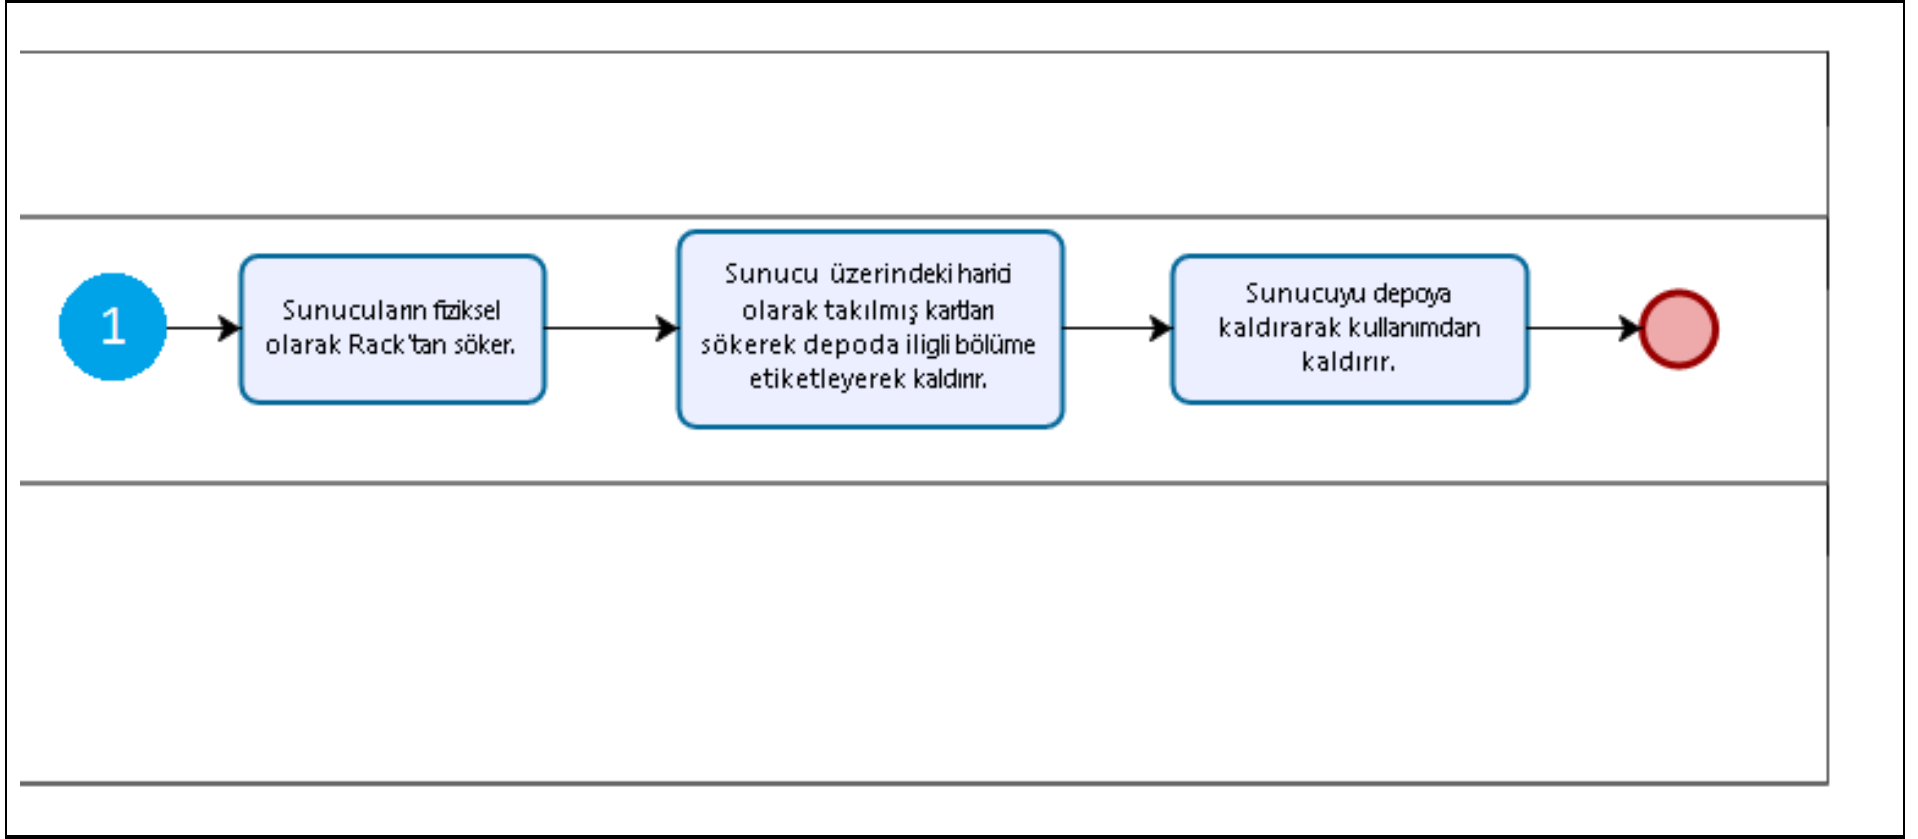 1
Sunucuların fiziksel
olarak Rack'tan söker.
Sunucu üzerindeki harici
olarak takılmış kartları
sökerek depoda iligli bölüme
etiketleyerek kaldırır.
Sunucuyu depoya
kaldırarak kullanımdan
kaldırır.